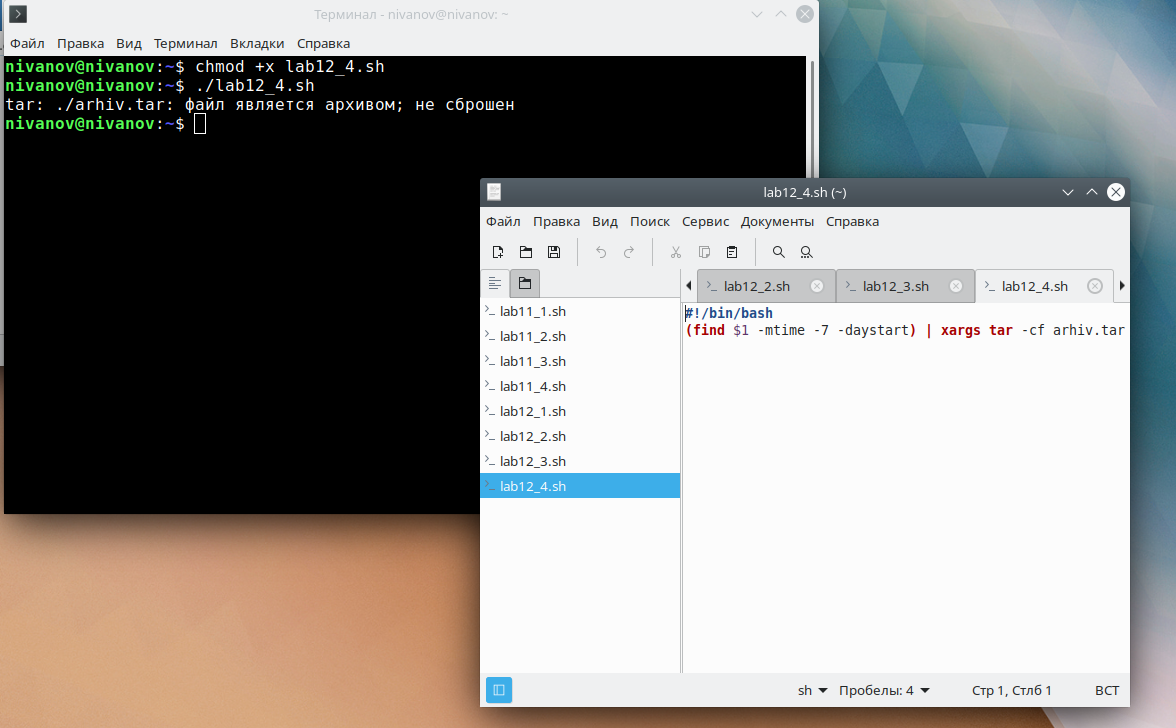 Терминал - nivanov@nivanov: ~
Файл Правка Вид Терминал Вкладки Справка
nivanov@nivanov:~$ chmod +x lab12_4.sh
nivanov@nivanov:~$ ./lab12_4.sh
tar: ./arhiv.tar: файл является архивом; не сброшен
nivanov@nivanov:~$
lab12_4.sh (~)
Файл Правка Вид Поиск Сервис Документы Справка
lab12_2.sh lab12_3.sh lab12_4.sh
lab11_1.sh
lab11_2.sh
lab11_3.sh
lab11_4.sh
lab12_1.sh
lab12_2.sh
lab12_3.sh
lab12_4.sh
#!/bin/bash
(find $1 -mtime -7 -daystart) | xargs tar -cf arhiv.tar
sh Пробелы: 4 Стр 1, Стлб 1 ВСТ